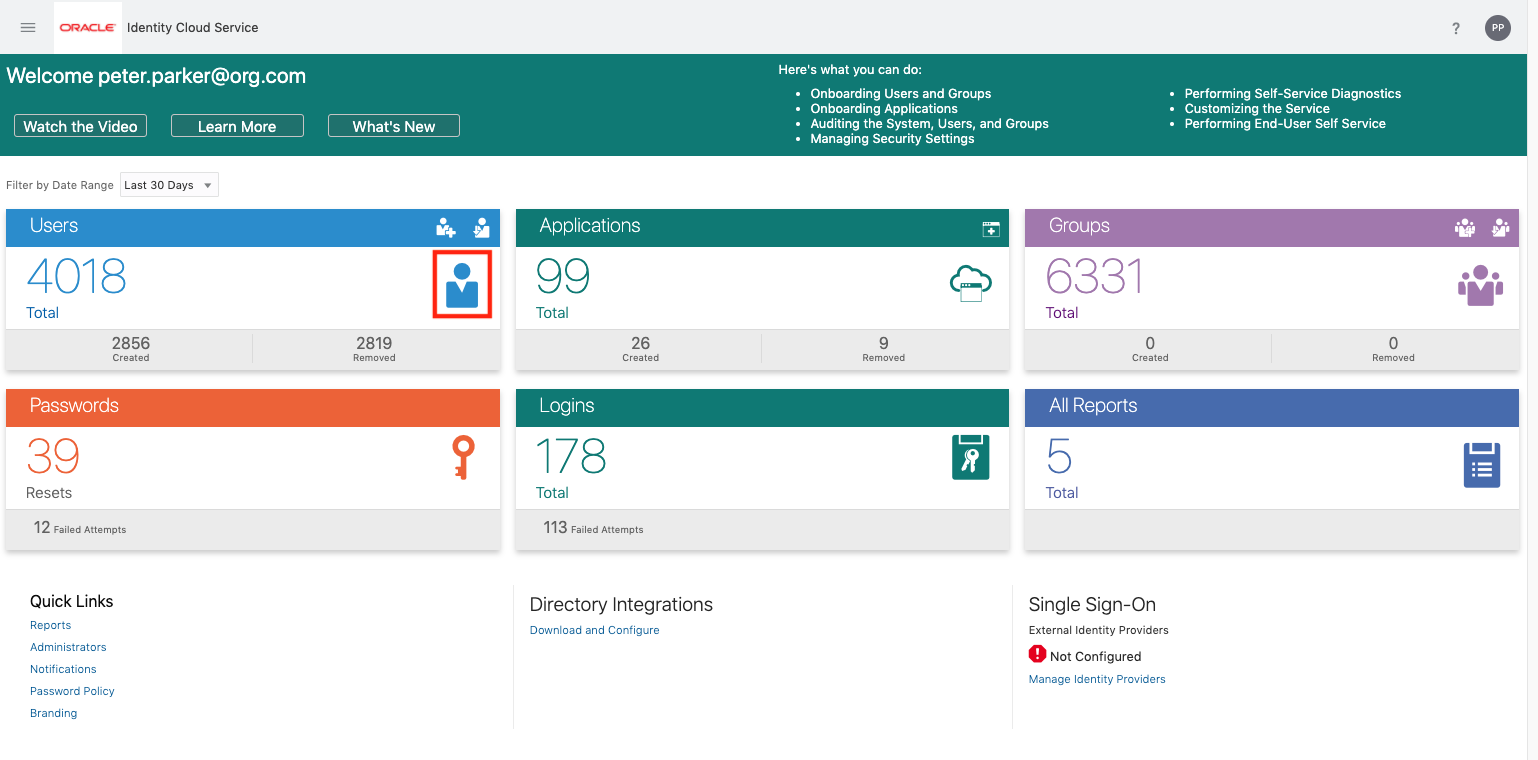 ORACLE Identity Cloud Service
? PP
Welcome peter.parker@org.com
Watch the Video Learn More What's New
Here's what you can do:
• Onboarding Users and Groups
• Onboarding Applications
• Auditing the System, Users, and Groups
• Managing Security Settings
• Performing Self-Service Diagnostics
• Customizing the Service
• Performing End-User Self Service
Filter by Date Range Last 30 Days
Users
4018
Total
2856 2819
Created Removed
Applications
99
Total
26 9
Created Removed
Groups
6331
Total
0 0
Created Removed
Passwords
39
Resets
12 Failed Attempts
Logins
178
Total
113 Failed Attempts
All Reports
5
Total
Quick Links
Reports
Administrators
Notifications
Password Policy
Branding
Directory Integrations
Download and Configure
Single Sign-On
External Identity Providers
Not Configured
Manage Identity Providers